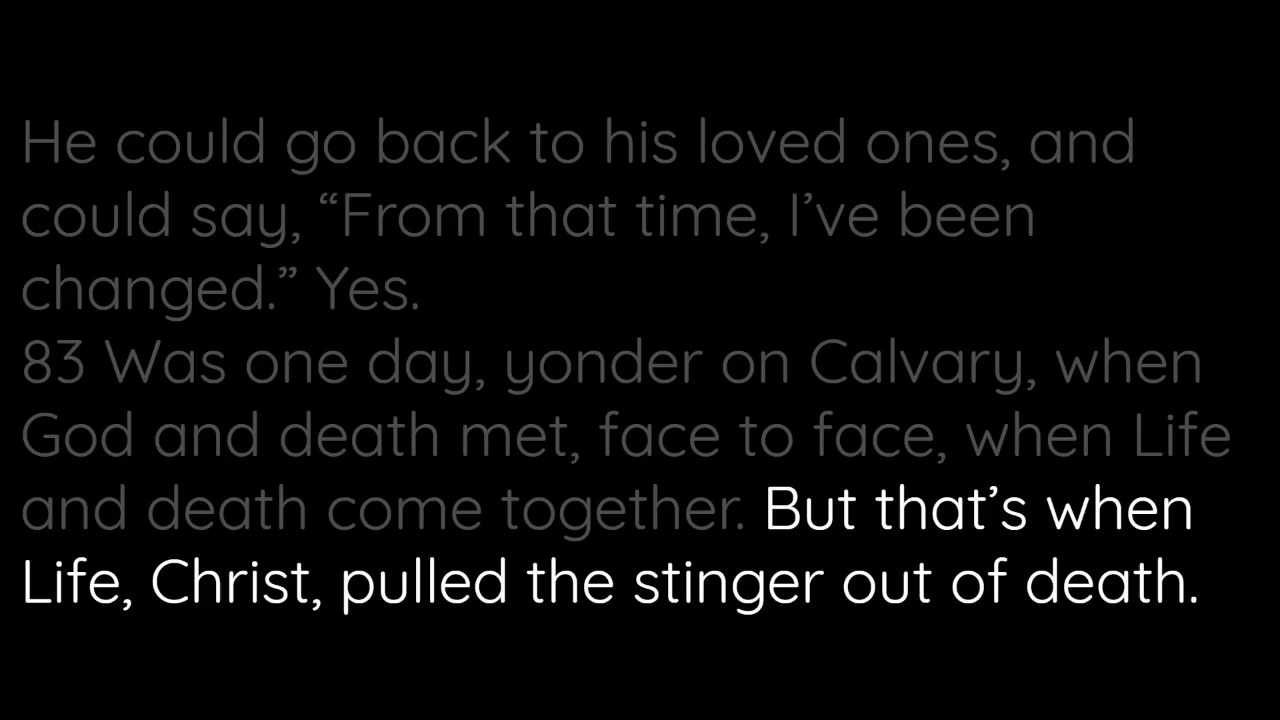 He could go back to his loved ones, and
could say, “From that time, I’ve been
changed.” Yes.
83 Was one day, yonder on Calvary, when
God and death met, face to face, when Life
and death come together. But that’s when
Life, Christ, pulled the stinger out of death.